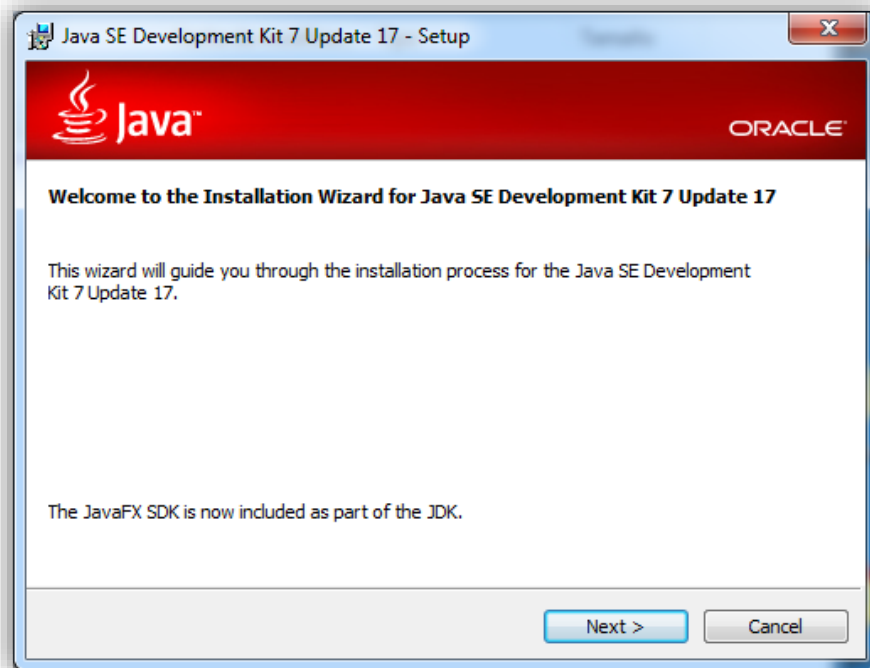 Java SE Development Kit 7 Update 17 - Setup
Java™
ORACLE®
Welcome to the Installation Wizard for Java SE Development Kit 7 Update 17
This wizard will guide you through the installation process for the Java SE Development
Kit 7 Update 17.
The JavaFX SDK is now included as part of the JDK.
Next >
Cancel